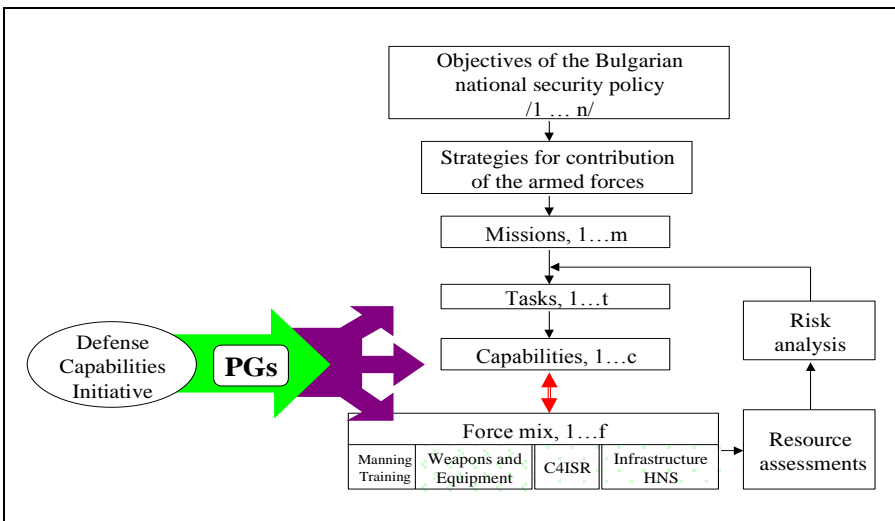 Objectives of the Bulgarian
national security policy
/1 … n/
Strategies for contribution
of the armed forces
Missions, 1…m
Tasks, 1…t
Risk
analysis
Defense
Capabilities
Initiative
PGs
Capabilities, 1…c
Force mix, 1…f
Manning
Training
Weapons and
Equipment
C4ISR
Infrastructure
HNS
Resource
assessments